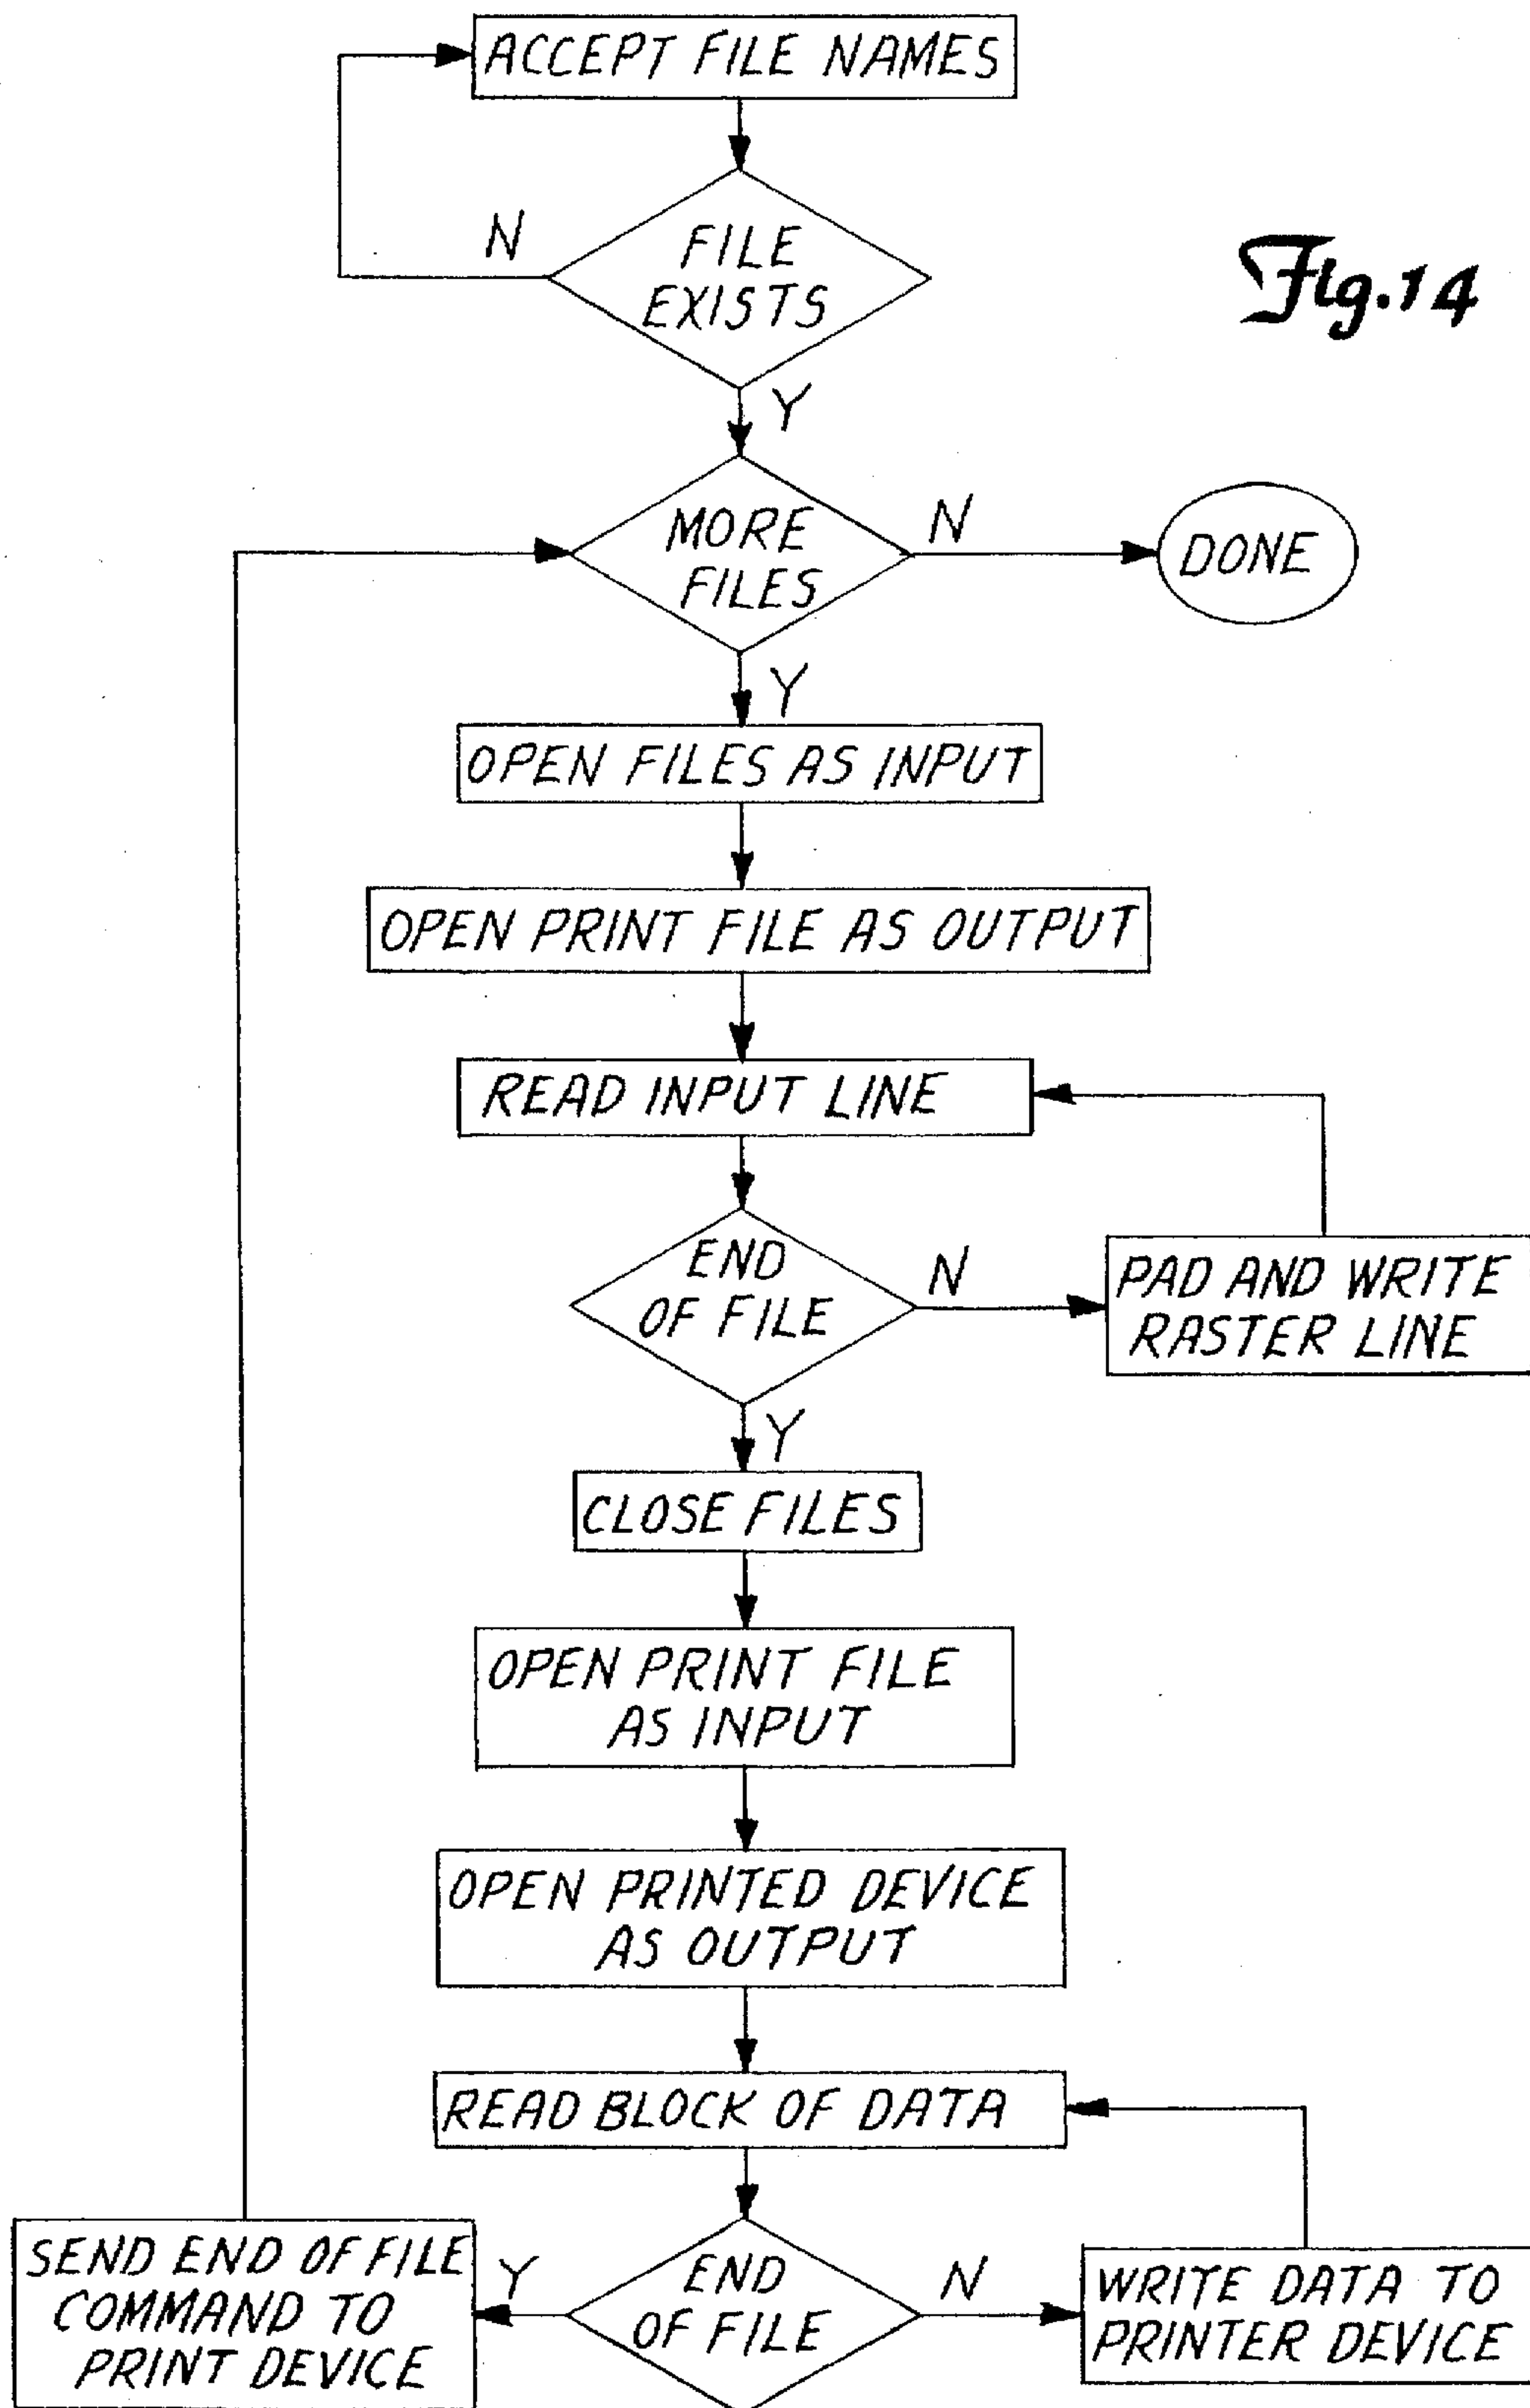 ACCEPT FILE NAMES
N
FILE
EXISTS
Fig.14
Y
MORE
FILES
N
DONE
Y
OPEN FILES AS INPUT
OPEN PRINT FILE AS OUTPUT
READ INPUT LINE
END
OF FILE
N
PAD AND WRITE
RASTER LINE
Y
CLOSE FILES
OPEN PRINT FILE
AS INPUT
OPEN PRINTED DEVICE
AS OUTPUT
READ BLOCK OF DATA
SEND END OF FILE
COMMAND TO
PRINT DEVICE
Y
END
OF FILE
N
WRITE DATA TO
PRINTER DEVICE